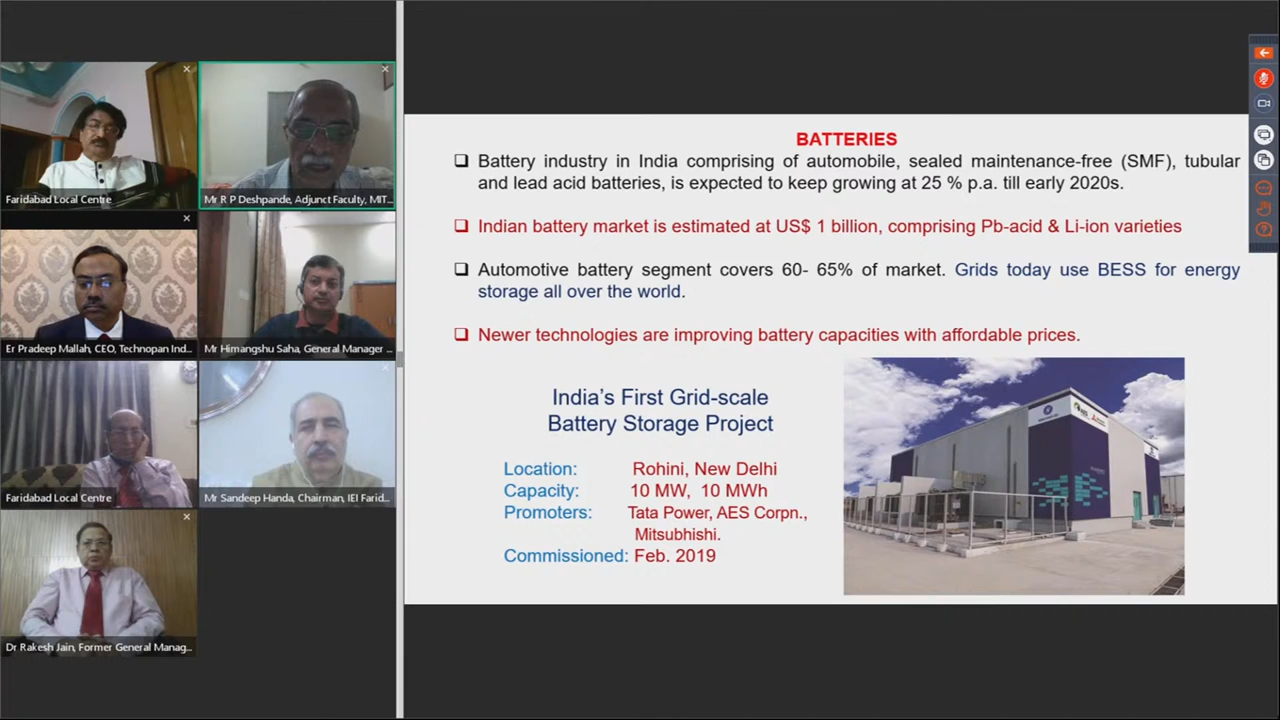 Faridabad Local Centre
Mr R P Deshpande, Adjunct Faculty, MIT...
Er Pradeep Mallah, CEO, Technopan Ind...
Mr Himangshu Saha, General Manager ...
Faridabad Local Centre
Mr Sandeep Handa, Chairman, IEI Farid...
Dr Rakesh Jain, Former General Manag...
BATTERIES
Battery industry in India comprising of automobile, sealed maintenance-free (SMF), tubular
and lead acid batteries, is expected to keep growing at 25 % p.a. till early 2020s.
Indian battery market is estimated at US$ 1 billion, comprising Pb-acid & Li-ion varieties
Automotive battery segment covers 60- 65% of market. Grids today use BESS for energy
storage all over the world.
Newer technologies are improving battery capacities with affordable prices.
India's First Grid-scale
Battery Storage Project
Location: Rohini, New Delhi
Capacity: 10 MW, 10 MWh
Promoters: Tata Power, AES Corpn.,
Mitsubhishi.
Commissioned: Feb. 2019